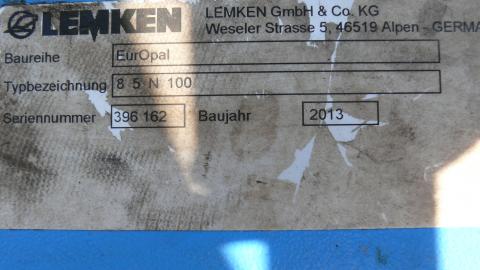 LEMKEN LEMKEN GmbH & Co. KG
Weseler Strasse 5, 46519 Alpen - GERMA
Baureihe EurOpal
Typbezeichnung 8 5 N 100
Seriennummer 396 162 Baujahr 2013